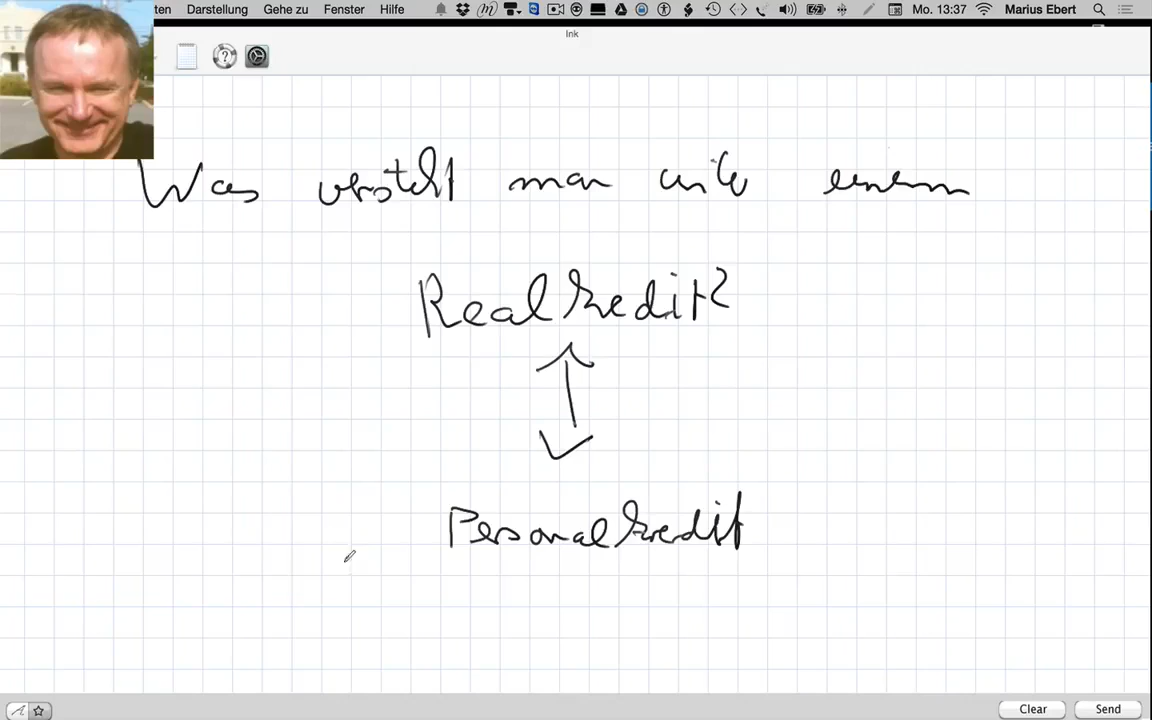 ten Darstellung Gehe zu Fenster Hilfe Mo. 13:37 Marius Ebert
Ink
Was versteht man unter einem
Realkredit?
Personalkredit
Clear Send